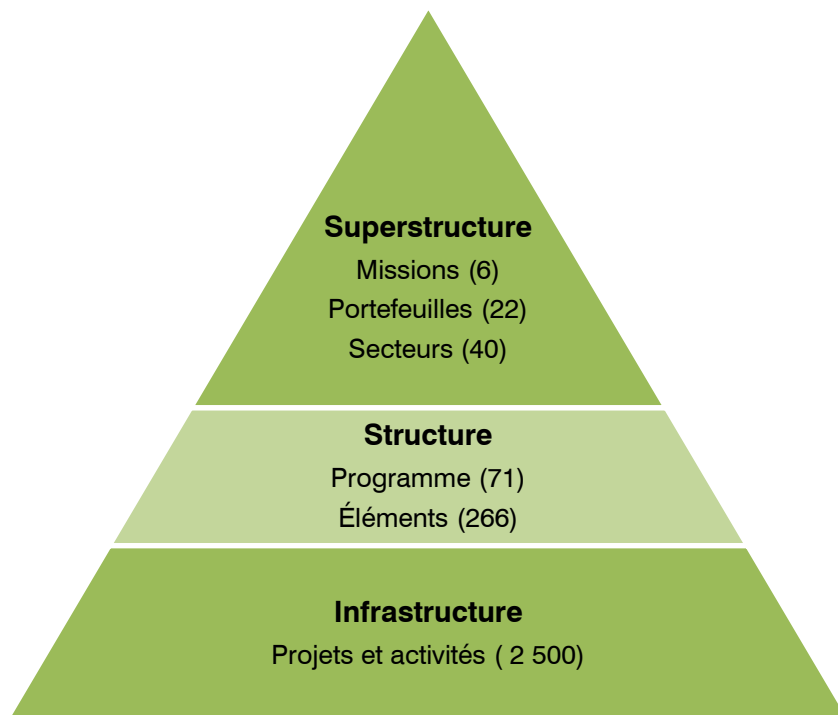 Superstructure
Missions (6)
Portefeuilles (22)
Secteurs (40)
Structure
Programme (71)
Éléments (266)
Infrastructure
Projets et activités ( 2 500)